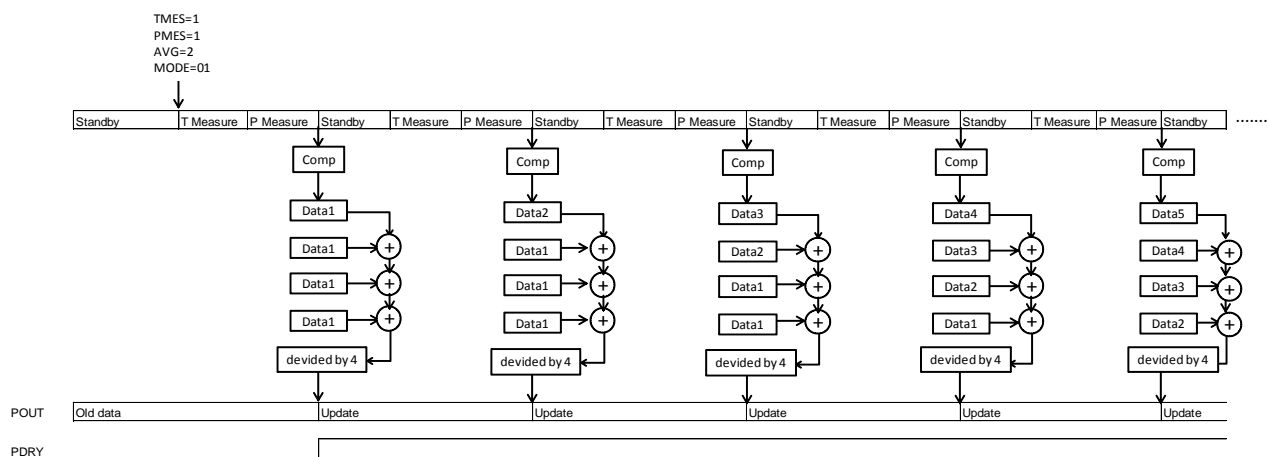 TMES=1
PMES=1
AVG=2
MODE=01
Standby T Measure P Measure Standby T Measure P Measure Standby T Measure P Measure Standby T Measure P Measure Standby T Measure P Measure Standby .......
Comp Comp Comp Comp Comp
Data1 Data2 Data3 Data4 Data5
Data1 + Data1 + Data2 + Data3 + Data4 +
Data1 + Data1 + Data1 + Data2 + Data3 +
Data1 + Data1 + Data1 + Data1 + Data2 +
devided by 4 devided by 4 devided by 4 devided by 4 devided by 4
POUT Old data Update Update Update Update Update
PDRY